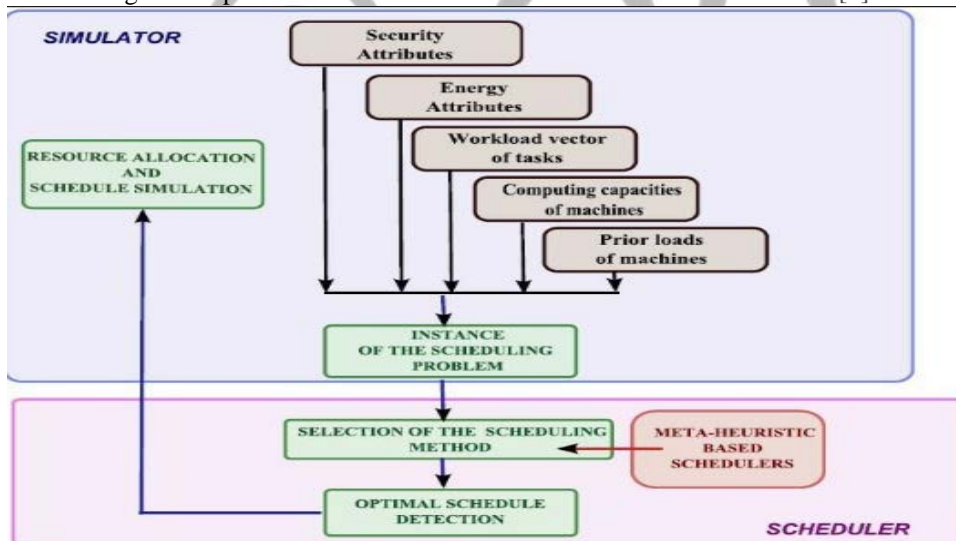 SIMULATOR
Security
Attributes
Energy
Attributes
Workload vector
of tasks
Computing capacities
of machines
Prior loads
of machines
RESOURCE ALLOCATION
AND
SCHEDULE SIMULATION
INSTANCE
OF THE SCHEDULING
PROBLEM
SELECTION OF THE SCHEDULING
METHOD
META-HEURISTIC
BASED
SCHEDULERS
OPTIMAL SCHEDULE
DETECTION
SCHEDULER